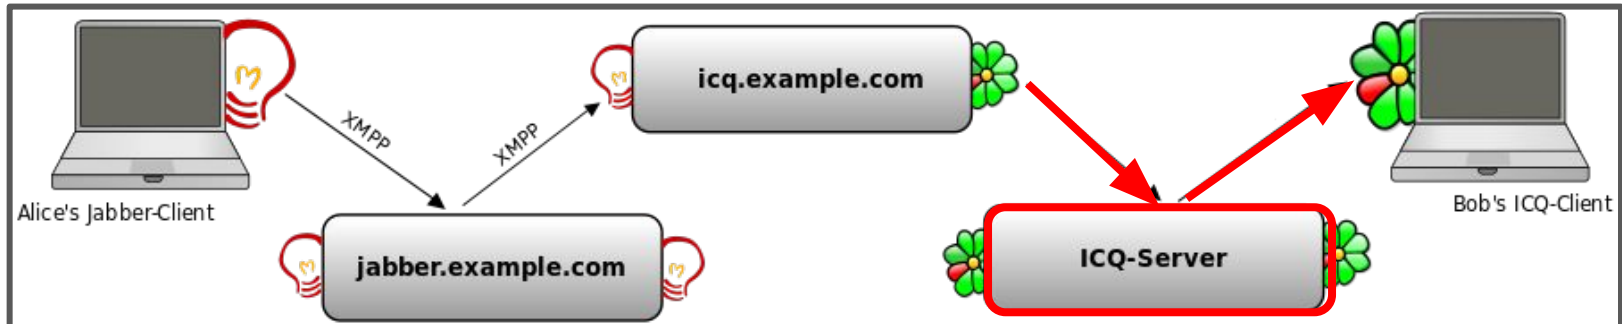 icq.example.com
XMPP
XMPP
Alice's Jabber-Client
Bob's ICQ-Client
jabber.example.com
ICQ-Server